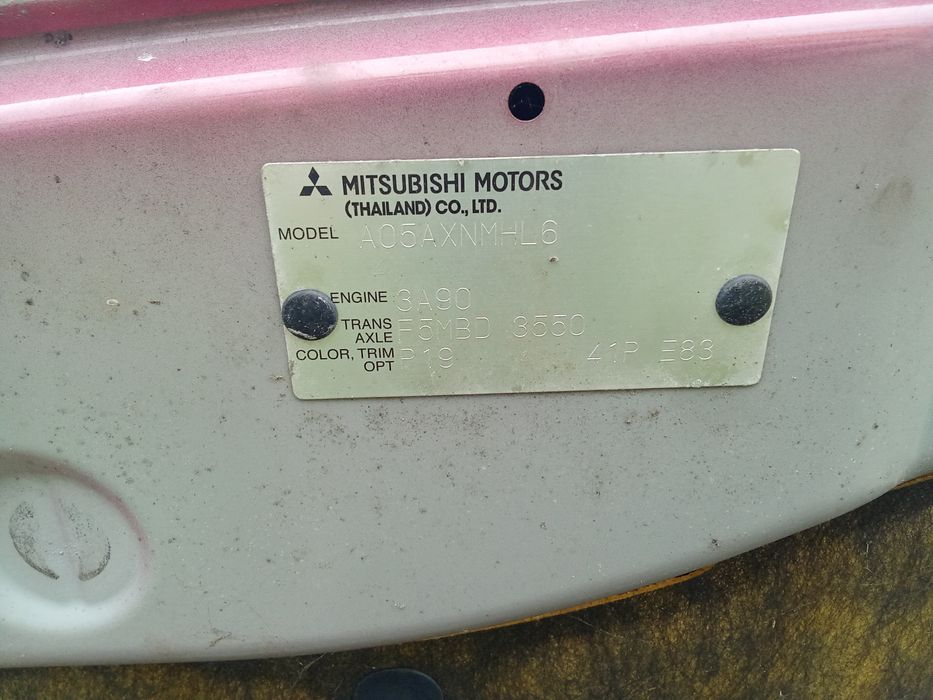 MITSUBISHI MOTORS
(THAILAND) CO., LTD.
MODEL A05AXNMHL6
ENGINE 3A90
TRANS AXLE F5MBD 3550
COLOR, TRIM OPT P19 41P E83